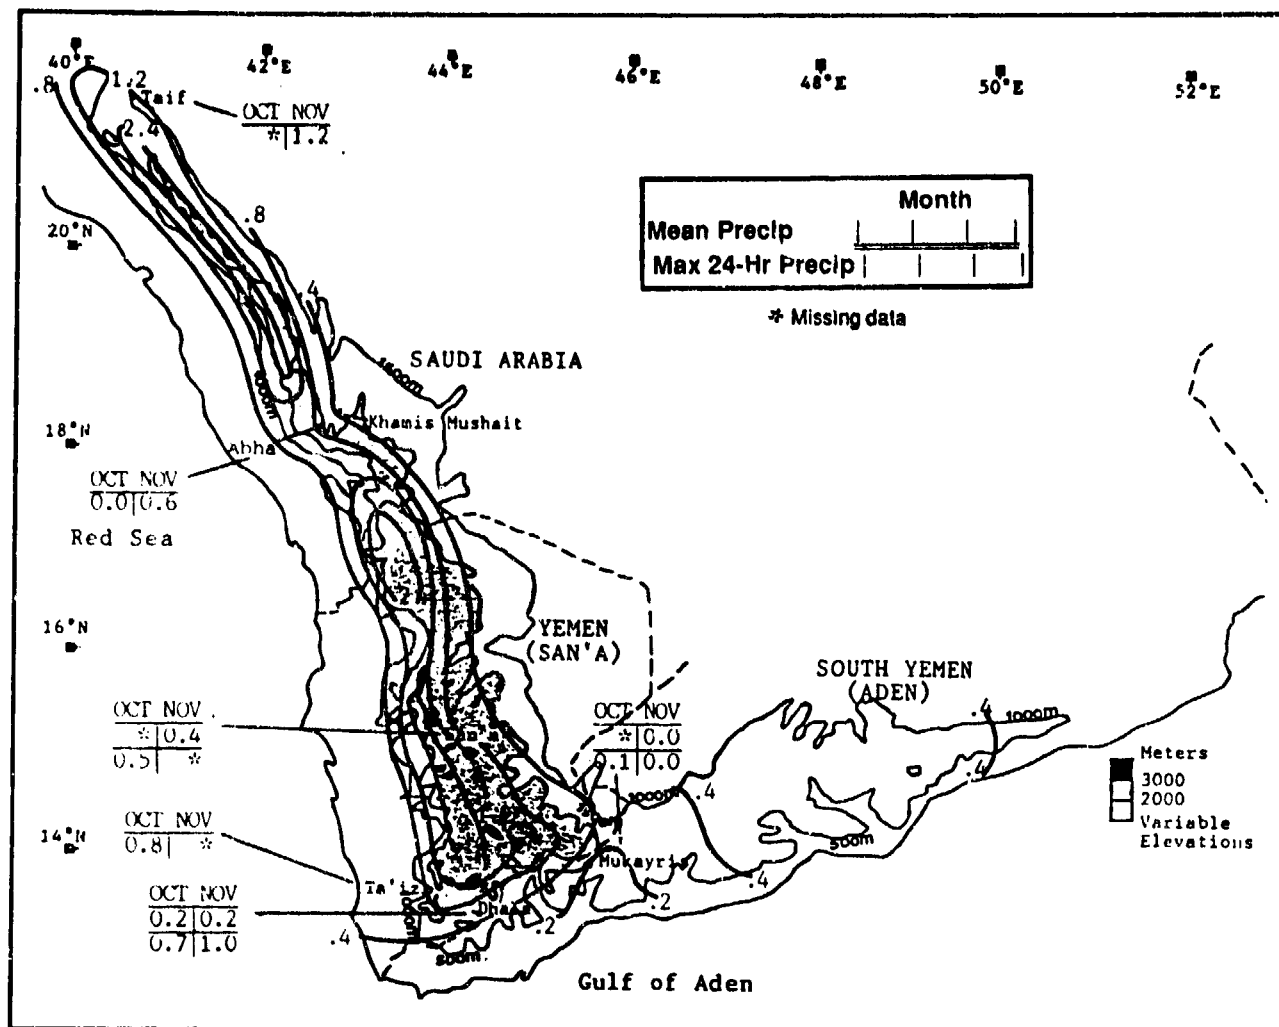 40°E
42°E
44°E
46°E
48°E
50°E
52°E
.8
1.2
Taif
OCT NOV
*|1.2
2.4
Month
Mean Precip
Max 24-Hr Precip
* Missing data
.8
20°N
.4
SAUDI ARABIA
1500m
1000m
Khamis Mushait
18°N
Abha
OCT NOV
0.0|0.6
Red Sea
16°N
YEMEN
(SAN'A)
SOUTH YEMEN
(ADEN)
OCT NOV
*|0.4
0.5| *
OCT NOV
*|0.0
0.1|0.0
.4
1000m
.4
Meters
3000
2000
Variable
Elevations
1000m
.4
OCT NOV
0.8| *
14°N
500m
Mukayris
.4
Ta'iz
.2
OCT NOV
0.2|0.2
0.7|1.0
Dhala
.2
.4
500m
Gulf of Aden